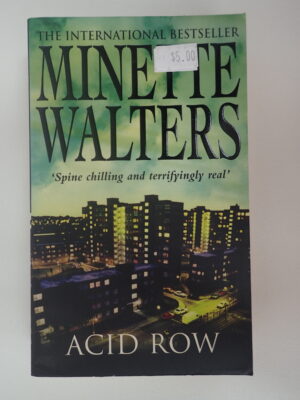 THE INTERNATIONAL BESTSELLER
$5.00
MINETTE
WALTERS
'Spine chilling and terrifyingly real'
ACID ROW